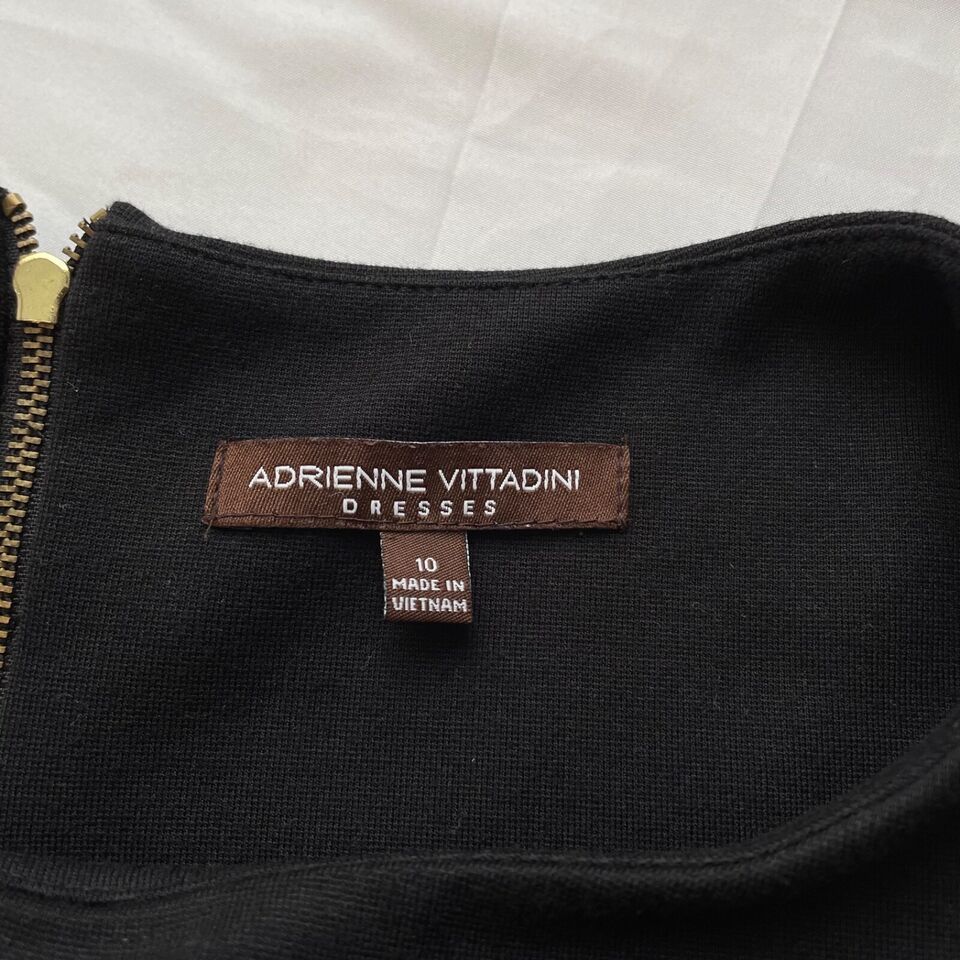 ADRIENNE VITTADINI
DRESSES
10
MADE IN
VIETNAM